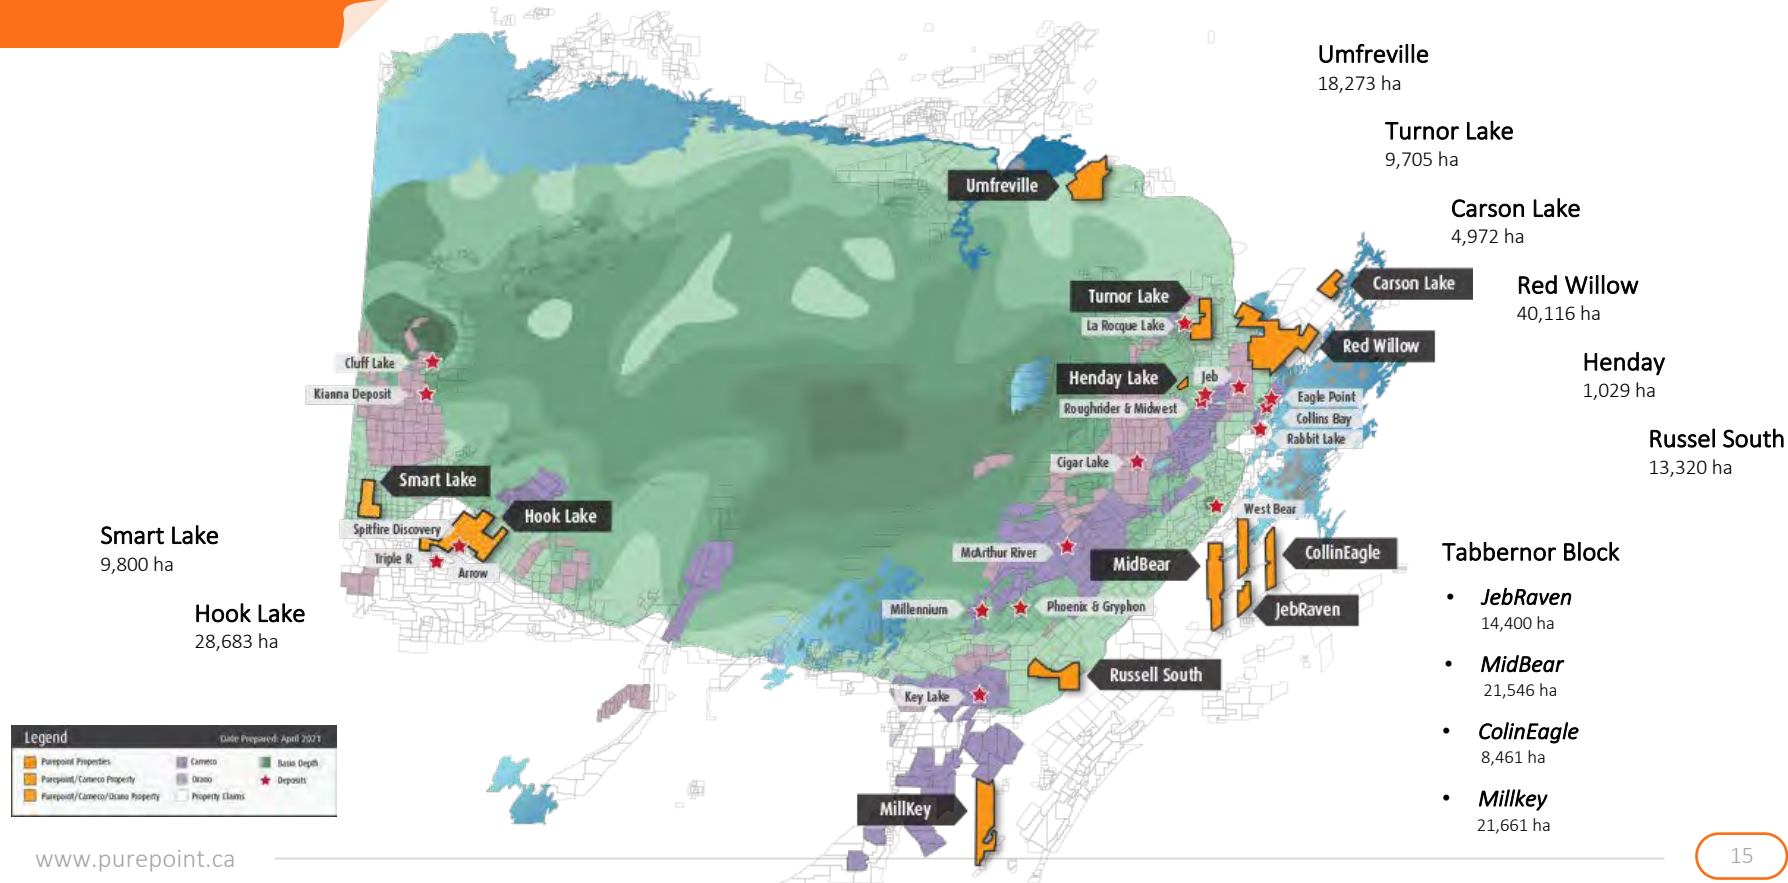 Umfreville
18,273 ha
Turnor Lake
9,705 ha
Carson Lake
4,972 ha
Red Willow
40,116 ha
Henday
1,029 ha
Russel South
13,320 ha
Umfreville
Carson Lake
Turnor Lake
La Rocque Lake
Red Willow
Cluff Lake
Kianna Deposit
Henday Lake
Jeb
Roughrider & Midwest
Eagle Point
Collins Bay
Rabbit Lake
Cigar Lake
Smart Lake
Hook Lake
Spitfire Discovery
Triple R
Arrow
West Bear
McArthur River
MidBear
CollinEagle
JebRaven
Millennium
Phoenix & Gryphon
Russell South
Key Lake
MillKey
Smart Lake
9,800 ha
Hook Lake
28,683 ha
Tabbernor Block
• JebRaven
14,400 ha
• MidBear
21,546 ha
• ColinEagle
8,461 ha
• Millkey
21,661 ha
Legend
Date Prepared: April 2021
Purepoint Properties
Purepoint/Cameco Property
Purepoint/Cameco/Orano Property
Cameco
Orano
Property Claims
Basin Depth
Deposits
www.purepoint.ca
15